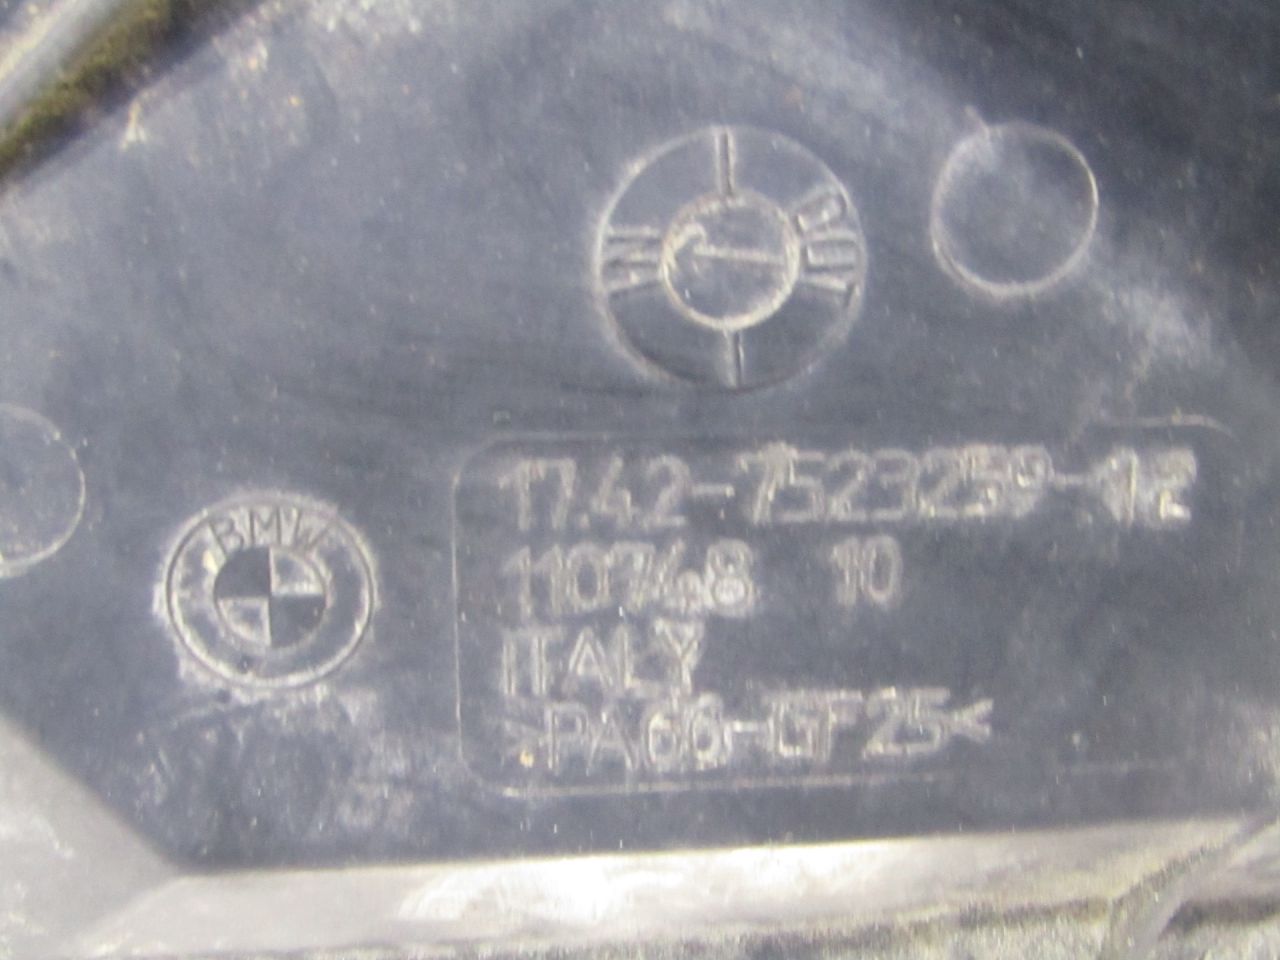 BMW
17.42-7523259-12
110748 10
ITALY
>PA66-GF25<